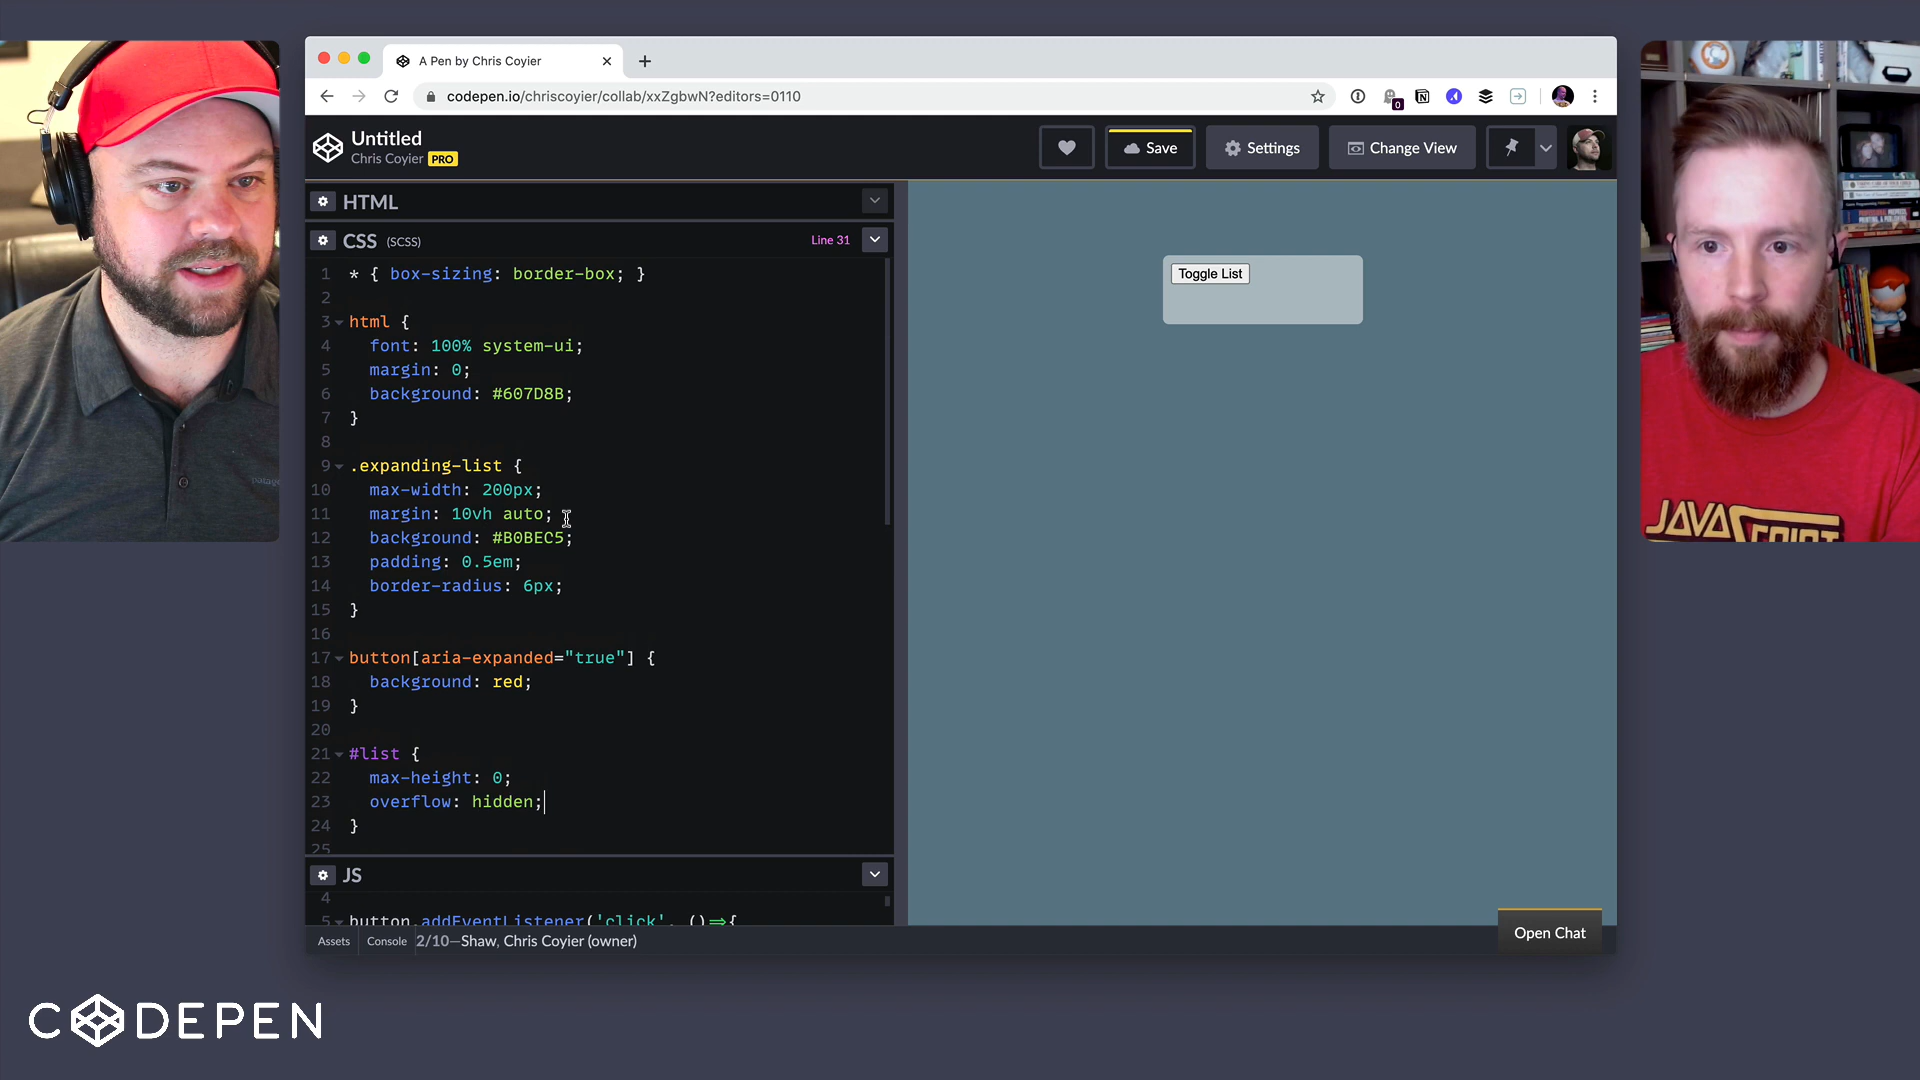 A Pen by Chris Coyier
codepen.io/chriscoyier/collab/xxZgbwN?editors=0110
0
Untitled
Chris Coyier PRO
Save
Settings
Change View
HTML
CSS (SCSS)
Line 31
1 * { box-sizing: border-box; }
2
3 html {
4 font: 100% system-ui;
5 margin: 0;
6 background: #607D8B;
7 }
8
9 .expanding-list {
10 max-width: 200px;
11 margin: 10vh auto;
12 background: #B0BEC5;
13 padding: 0.5em;
14 border-radius: 6px;
15 }
16
17 button[aria-expanded="true"] {
18 background: red;
19 }
20
21 #list {
22 max-height: 0;
23 overflow: hidden;
24 }
25
JS
4
5 button.addEventListener('click', ()=>{
Assets
Console
2/10—Shaw, Chris Coyier (owner)
Toggle List
Open Chat
JAVASCRIPT
CODEPEN